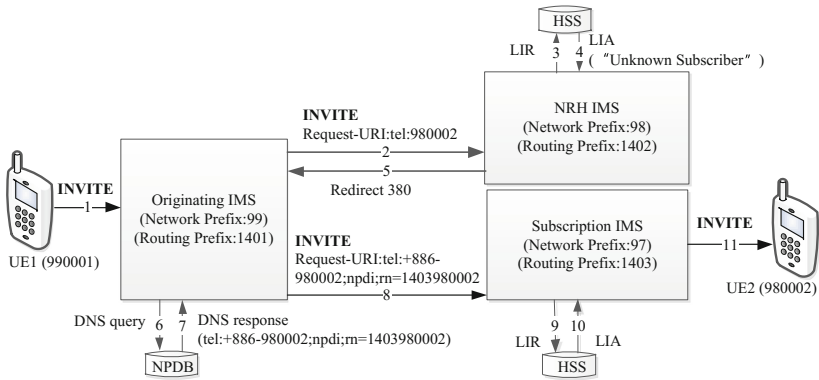 HSS
LIR
3
4
LIA
( “Unknown Subscriber” )
NRH IMS
(Network Prefix:98)
(Routing Prefix:1402)
INVITE
Request-URI:tel:980002
2
5
Redirect 380
INVITE
1
UE1 (990001)
Originating IMS
(Network Prefix:99)
(Routing Prefix:1401)
INVITE
Request-URI:tel:+886-
980002;npdi;rn=1403980002
8
Subscription IMS
(Network Prefix:97)
(Routing Prefix:1403)
INVITE
11
UE2 (980002)
DNS query
6
7
DNS response
(tel:+886-980002;npdi;rn=1403980002)
NPDB
LIR
9
10
LIA
HSS